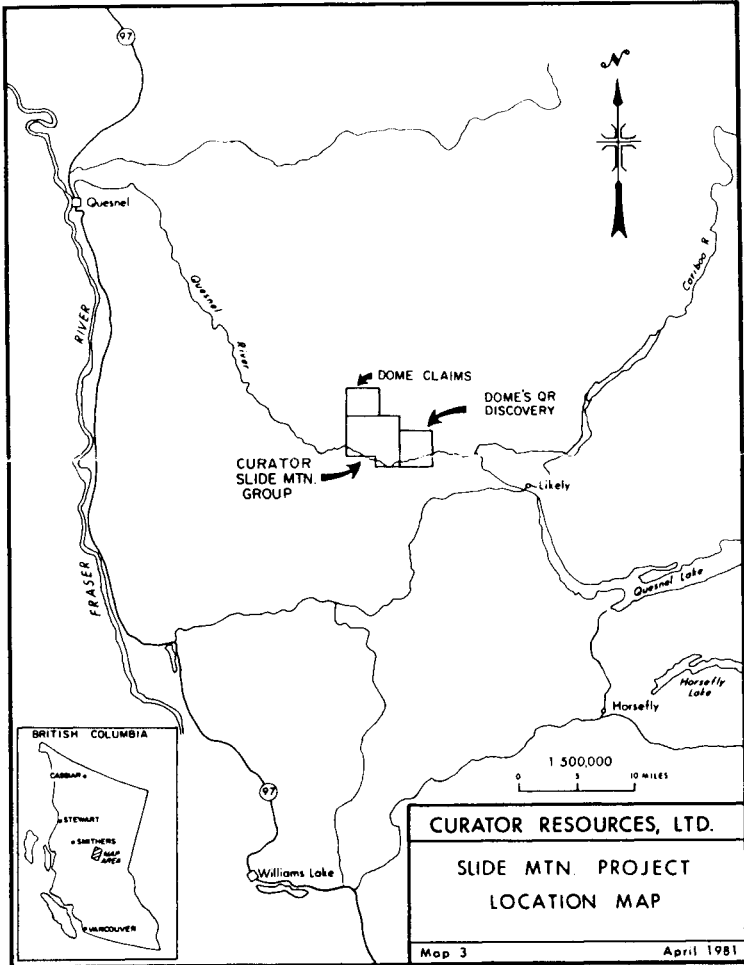 97
N
Quesnel
Cariboo R
Quesnel
River
RIVER
DOME CLAIMS
DOME'S QR
DISCOVERY
CURATOR
SLIDE MTN.
GROUP
Likely
FRASER
Quesnel Lake
Horsefly
Lake
Horsefly
BRITISH COLUMBIA
CASSIAR
STEWART
SMITHERS
MAP
AREA
VANCOUVER
1 500,000
0 5 10 MILES
97
Williams Lake
CURATOR RESOURCES, LTD.
SLIDE MTN. PROJECT
LOCATION MAP
Map 3 April 1981